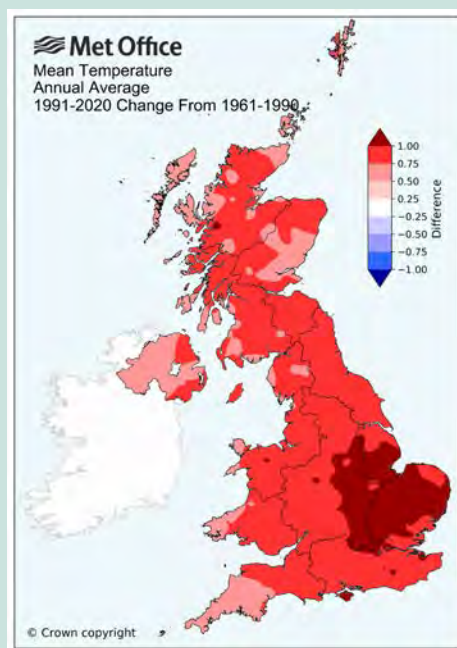 Met Office
Mean Temperature
Annual Average
1991-2020 Change From 1961-1990
1.00
0.75
0.50
0.25
−0.25
−0.50
−0.75
−1.00
Difference
© Crown copyright